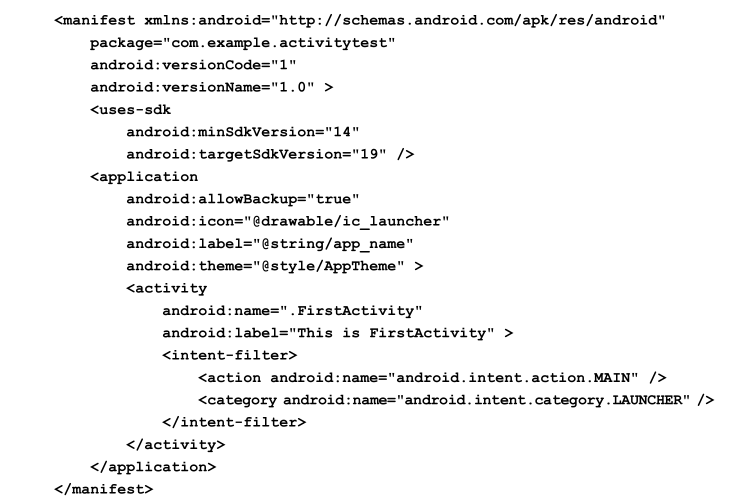 <manifest xmlns:android="http://schemas.android.com/apk/res/android"
    package="com.example.activitytest"
    android:versionCode="1"
    android:versionName="1.0" >
    <uses-sdk
        android:minSdkVersion="14"
        android:targetSdkVersion="19" />
    <application
        android:allowBackup="true"
        android:icon="@drawable/ic_launcher"
        android:label="@string/app_name"
        android:theme="@style/AppTheme" >
        <activity
            android:name=".FirstActivity"
            android:label="This is FirstActivity" >
            <intent-filter>
                <action android:name="android.intent.action.MAIN" />
                <category android:name="android.intent.category.LAUNCHER" />
            </intent-filter>
        </activity>
    </application>
</manifest>